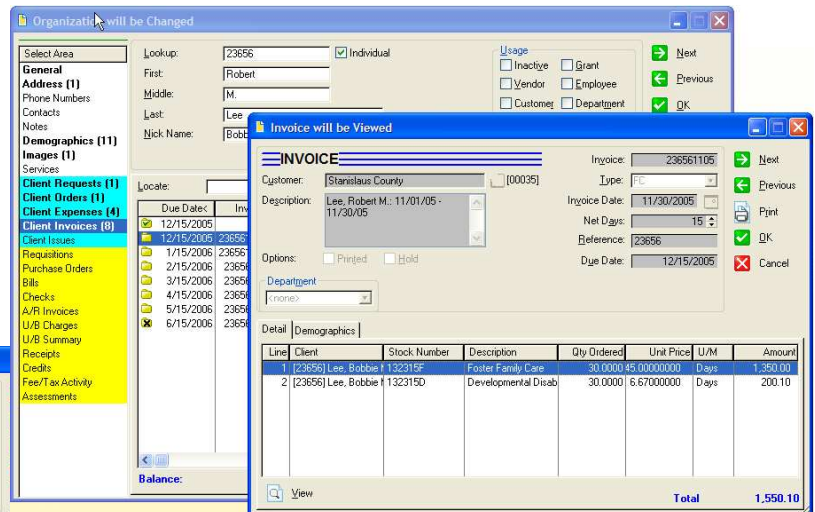 Organization will be Changed
Select Area
General
Address (1)
Phone Numbers
Contacts
Notes
Demographics (11)
Images (1)
Services
Client Requests (1)
Client Orders (1)
Client Expenses (4)
Client Invoices (8)
Client Issues
Requisitions
Purchase Orders
Bills
Checks
A/R Invoices
U/B Charges
U/B Summary
Receipts
Credits
Fee/Tax Activity
Assessments
Lookup: 23656 Individual
First: Robert
Middle: M.
Last: Lee
Nick Name: Bobb
Usage
Inactive Grant
Vendor Employee
Customer Department
Next
Previous
OK
Locate:
Due Date< Inv
12/15/2005
12/15/2005 23656
1/15/2006 23656
2/15/2006 2365
3/15/2006 2365
4/15/2006 2365
5/15/2006 2365
6/15/2006 2365
Balance:
Invoice will be Viewed
INVOICE
Customer: Stanislaus County [00035]
Description: Lee, Robert M.: 11/01/05 -
11/30/05
Options: Printed Hold
Department
<none>
Invoice: 236561105
Type: FC
Invoice Date: 11/30/2005
Net Days: 15
Reference: 23656
Due Date: 12/15/2005
Next
Previous
Print
OK
Cancel
Detail Demographics
Line Client Stock Number Description Qty Ordered Unit Price U/M Amount
1 [23656] Lee, Bobbie M 132315F Foster Family Care 30.0000 45.00000000 Days 1,350.00
2 [23656] Lee, Bobbie M 132315D Developmental Disab 30.0000 6.67000000 Days 200.10
View
Total 1,550.10